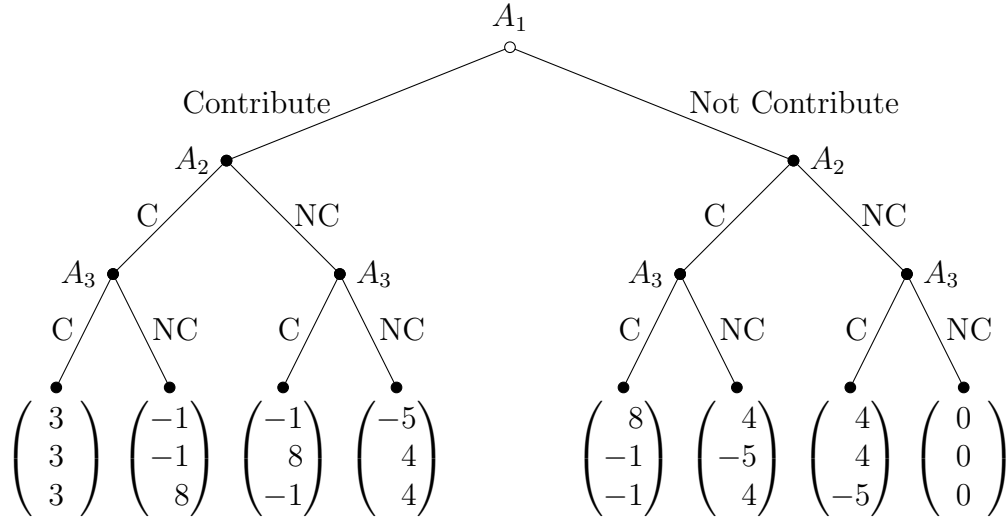 A₁
Contribute Not Contribute
A₂ A₂
C NC C NC
A₃ A₃ A₃ A₃
C NC C NC C NC C NC
3 −1 −1 −5 8 4 4 0
3 −1 8 4 −1 −5 4 0
3 8 −1 4 −1 4 −5 0